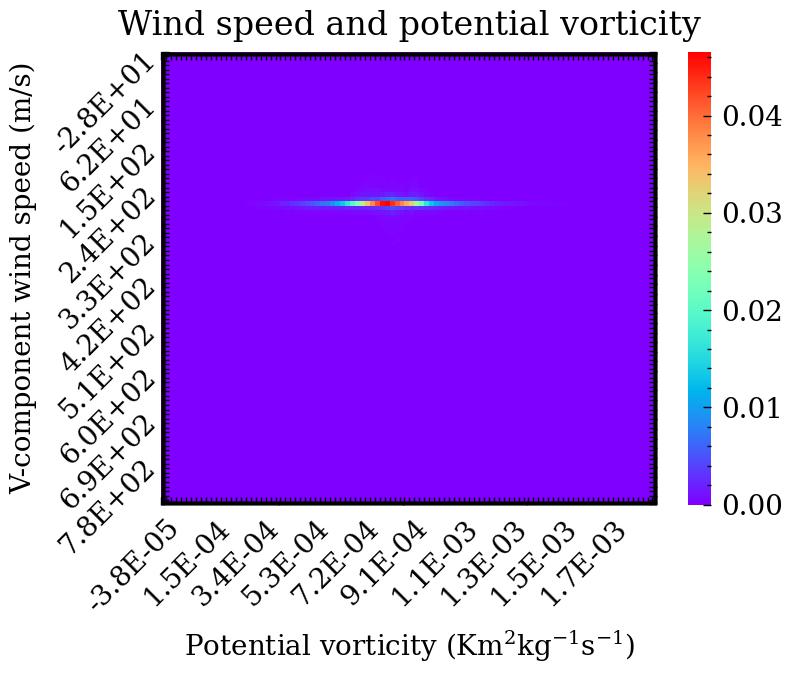 Wind speed and potential vorticity
V-component wind speed (m/s)
-2.8E+01
6.2E+01
1.5E+02
2.4E+02
3.3E+02
4.2E+02
5.1E+02
6.0E+02
6.9E+02
7.8E+02
-3.8E-05
1.5E-04
3.4E-04
5.3E-04
7.2E-04
9.1E-04
1.1E-03
1.3E-03
1.5E-03
1.7E-03
Potential vorticity (Km²kg⁻¹s⁻¹)
0.04
0.03
0.02
0.01
0.00